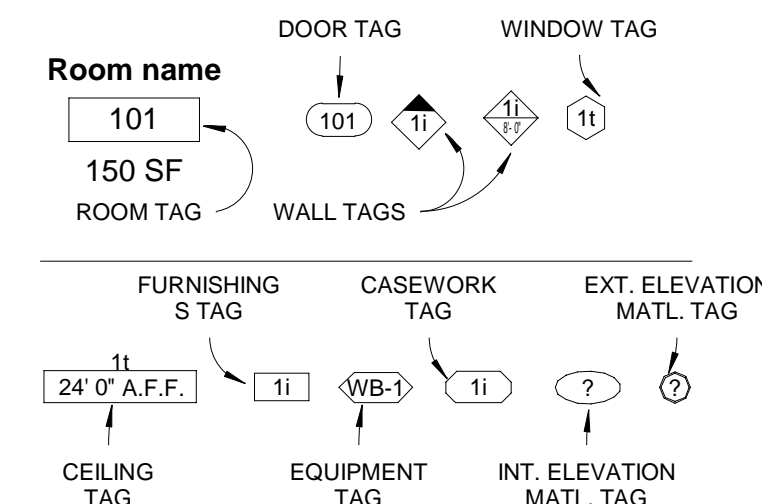 DOOR TAG
WINDOW TAG
Room name
101
101
1i
1i
8'- 0"
1t
150 SF
ROOM TAG
WALL TAGS
FURNISHING
S TAG
CASEWORK
TAG
EXT. ELEVATION
MATL. TAG
1t
24' 0" A.F.F.
1i
WB-1
1i
?
?
CEILING
TAG
EQUIPMENT
TAG
INT. ELEVATION
MATL. TAG